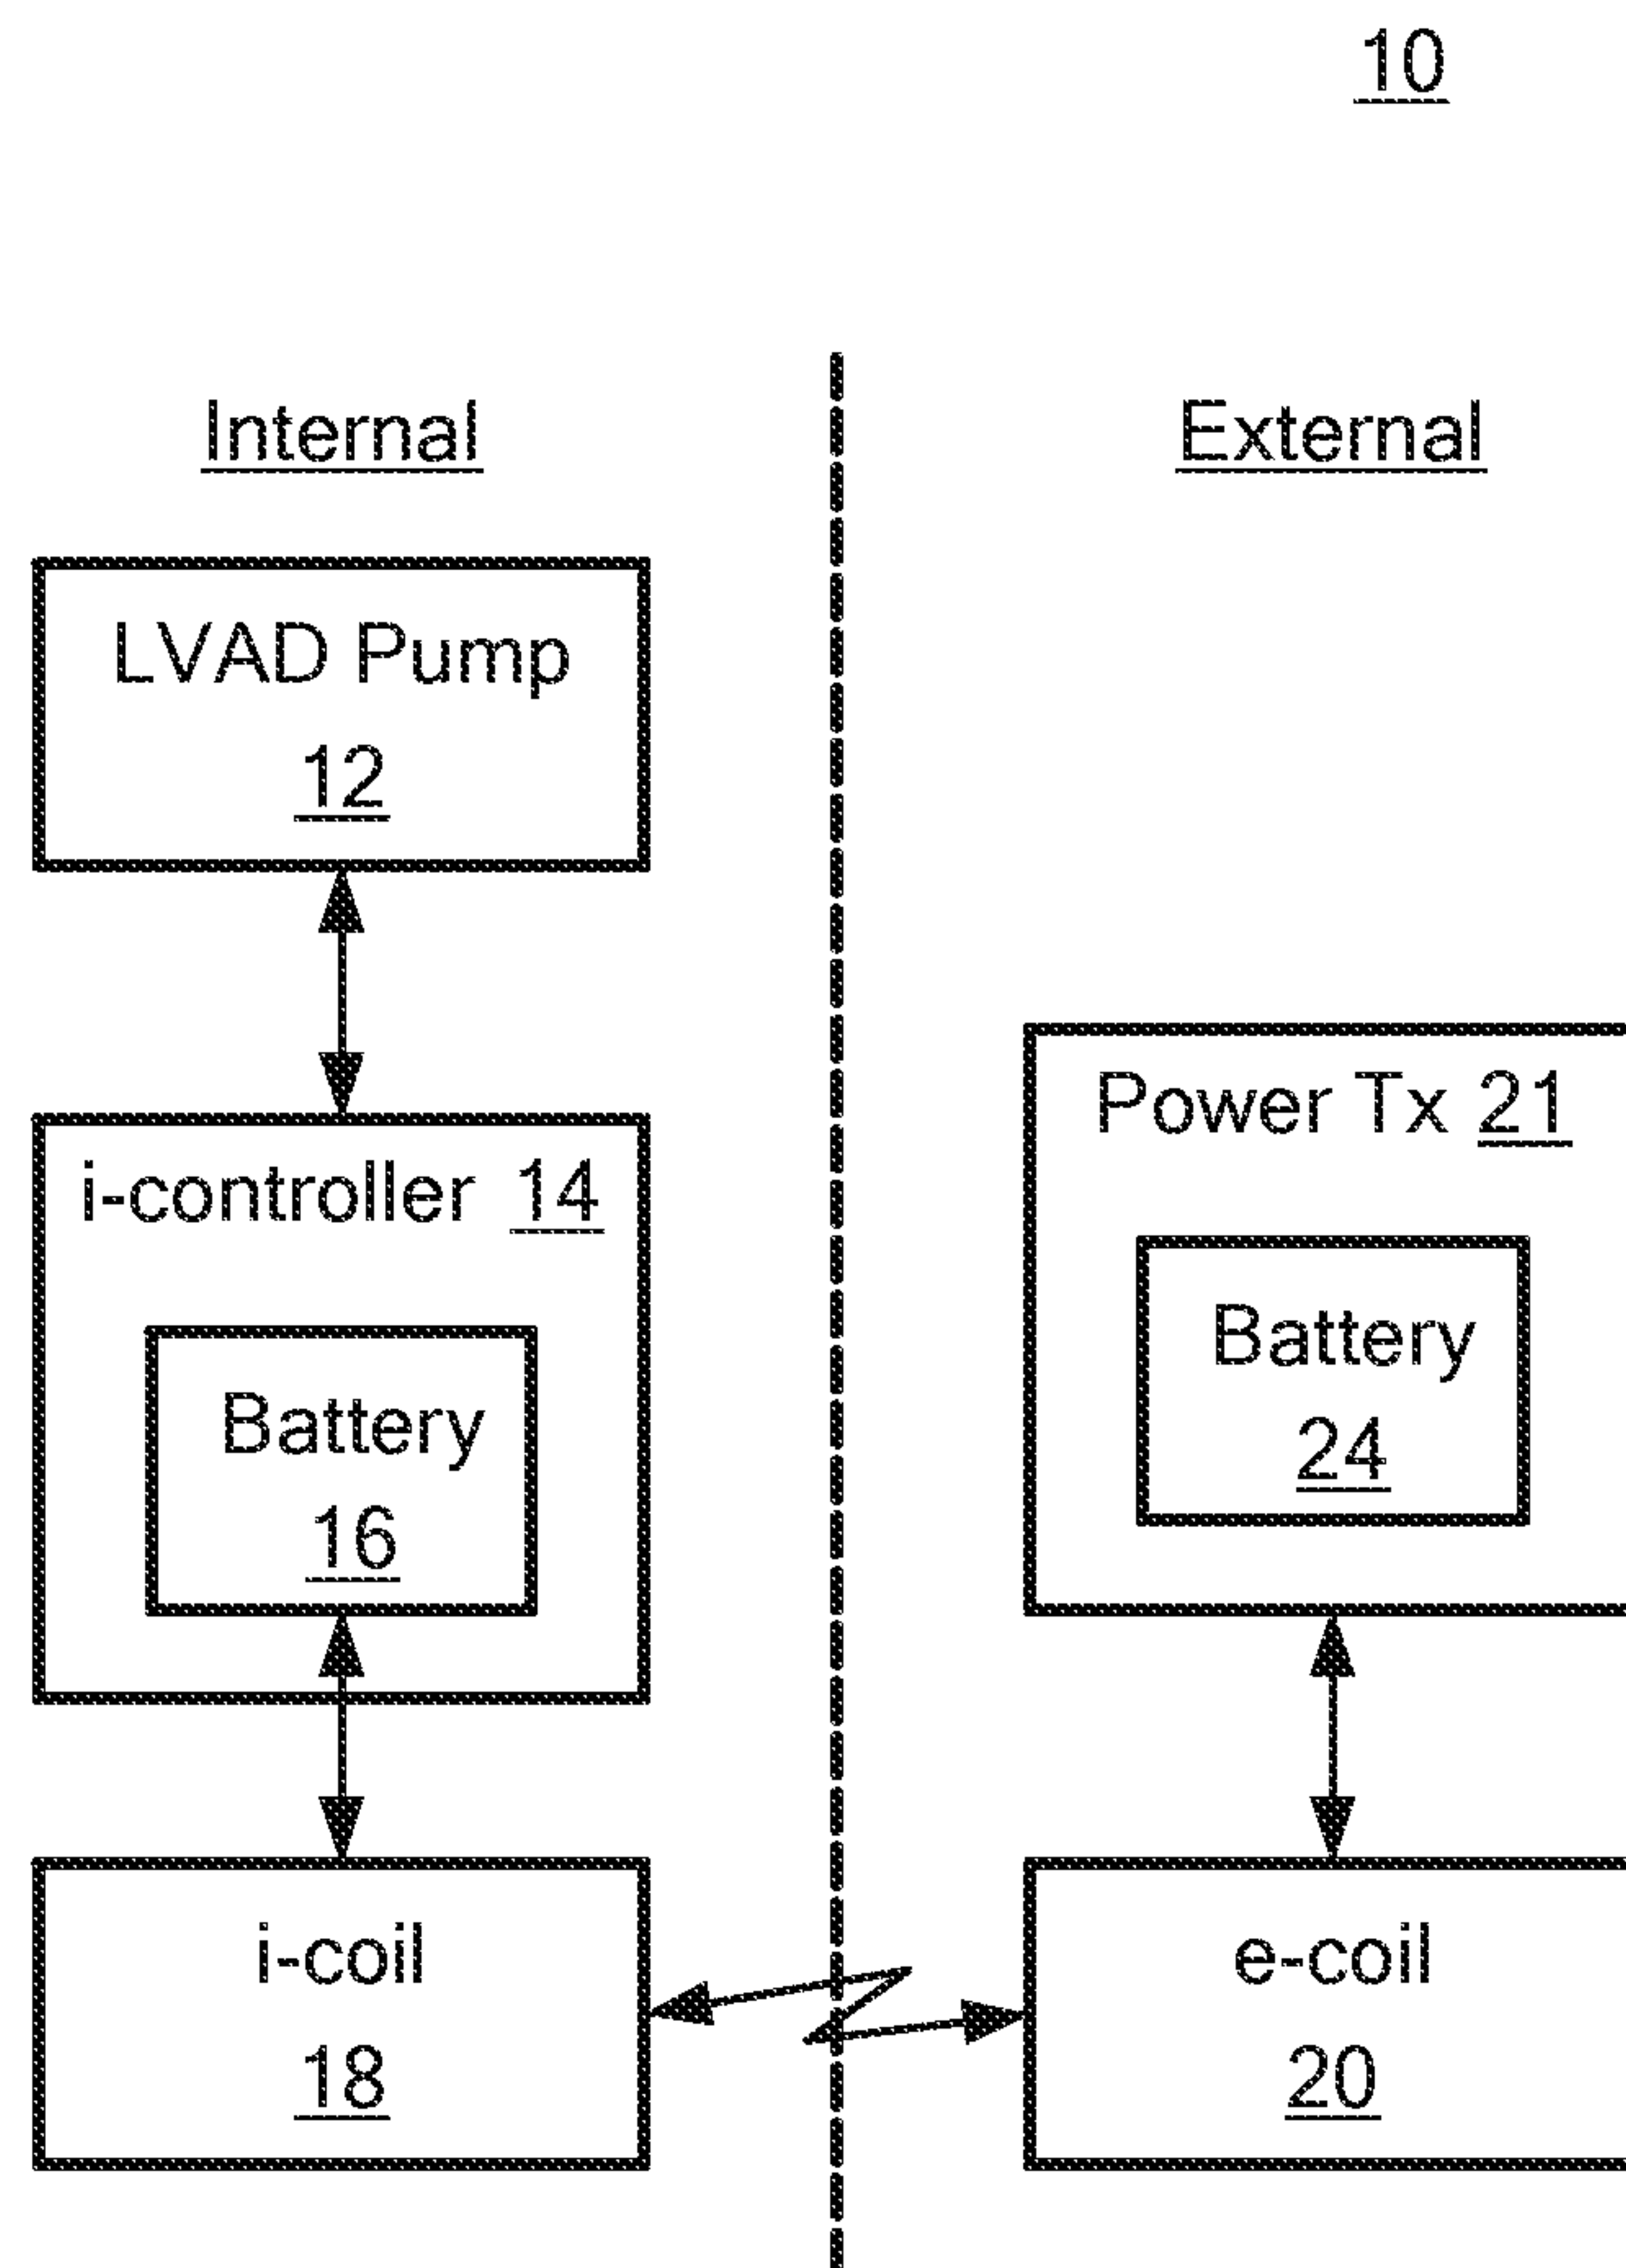 10
Internal
External
LVAD Pump
12
i-controller 14
Battery
16
i-coil
18
Power Tx 21
Battery
24
e-coil
20